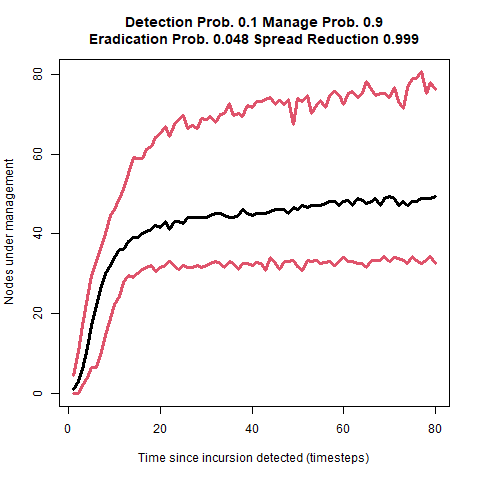 Detection Prob. 0.1 Manage Prob. 0.9
Eradication Prob. 0.048 Spread Reduction 0.999
Nodes under management
80
60
40
20
0
0 20 40 60 80
Time since incursion detected (timesteps)